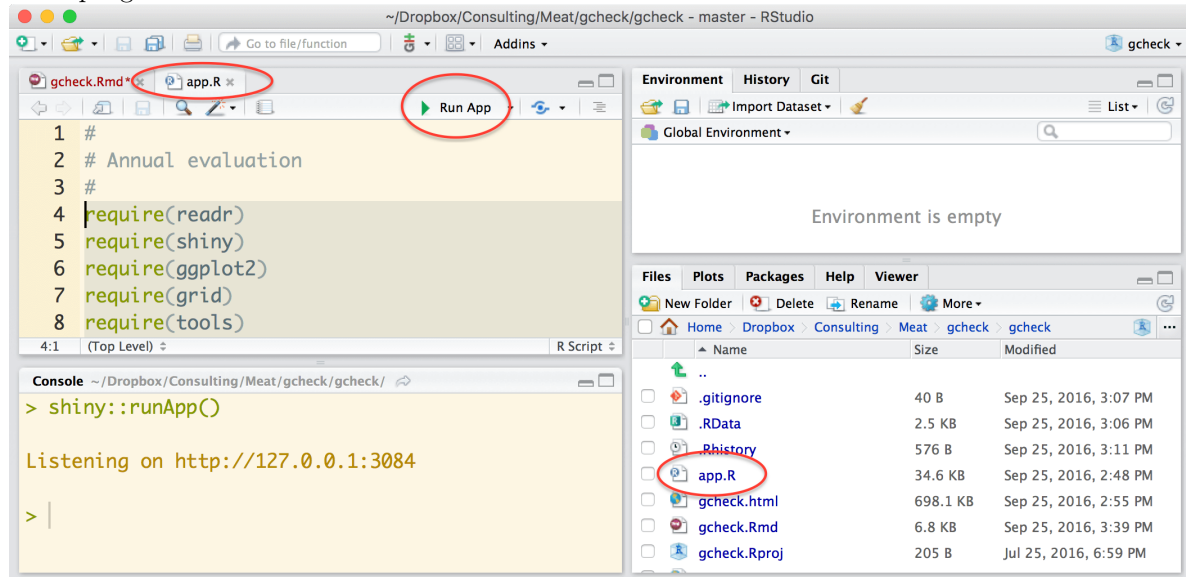 ~/Dropbox/Consulting/Meat/gcheck/gcheck - master - RStudio
Go to file/function
Addins
gcheck
gcheck.Rmd*
app.R
Run App
1 #
2 # Annual evaluation
3 #
4 require(readr)
5 require(shiny)
6 require(ggplot2)
7 require(grid)
8 require(tools)
4:1 (Top Level) R Script
Console ~/Dropbox/Consulting/Meat/gcheck/gcheck/
> shiny::runApp()
Listening on http://127.0.0.1:3084
>
Environment History Git
Import Dataset List
Global Environment
Environment is empty
Files Plots Packages Help Viewer
New Folder Delete Rename More
Home > Dropbox > Consulting > Meat > gcheck > gcheck ...
Name Size Modified
..
.gitignore 40 B Sep 25, 2016, 3:07 PM
.RData 2.5 KB Sep 25, 2016, 3:06 PM
.Rhistory 576 B Sep 25, 2016, 3:11 PM
app.R 34.6 KB Sep 25, 2016, 2:48 PM
gcheck.html 698.1 KB Sep 25, 2016, 2:55 PM
gcheck.Rmd 6.8 KB Sep 25, 2016, 3:39 PM
gcheck.Rproj 205 B Jul 25, 2016, 6:59 PM